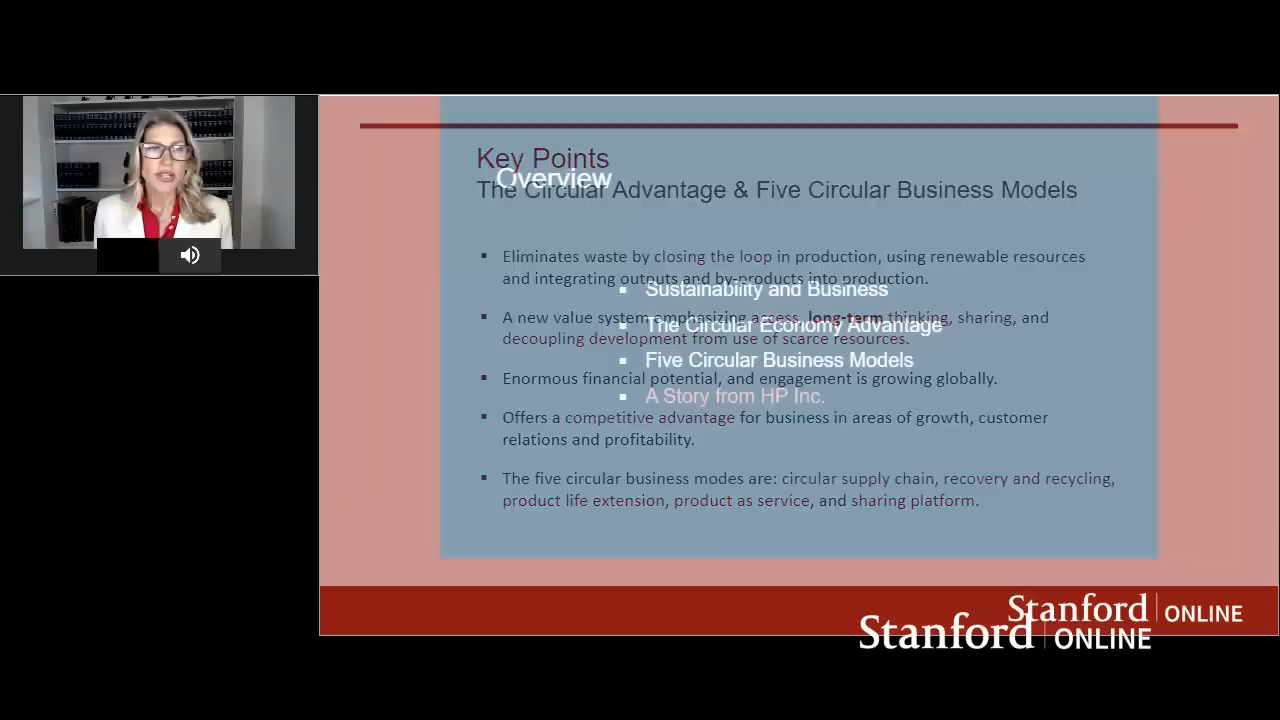 Key Points
Overview
The Circular Advantage & Five Circular Business Models
▪ Eliminates waste by closing the loop in production, using renewable resources
and integrating outputs and by-products into production.
▪ Sustainability and Business
▪ A new value system emphasizing access, long-term thinking, sharing, and
▪ The Circular Economy Advantage
decoupling development from use of scarce resources.
▪ Five Circular Business Models
▪ Enormous financial potential, and engagement is growing globally.
▪ A Story from HP Inc.
▪ Offers a competitive advantage for business in areas of growth, customer
relations and profitability.
▪ The five circular business modes are: circular supply chain, recovery and recycling,
product life extension, product as service, and sharing platform.
Stanford | ONLINE
Stanford | ONLINE